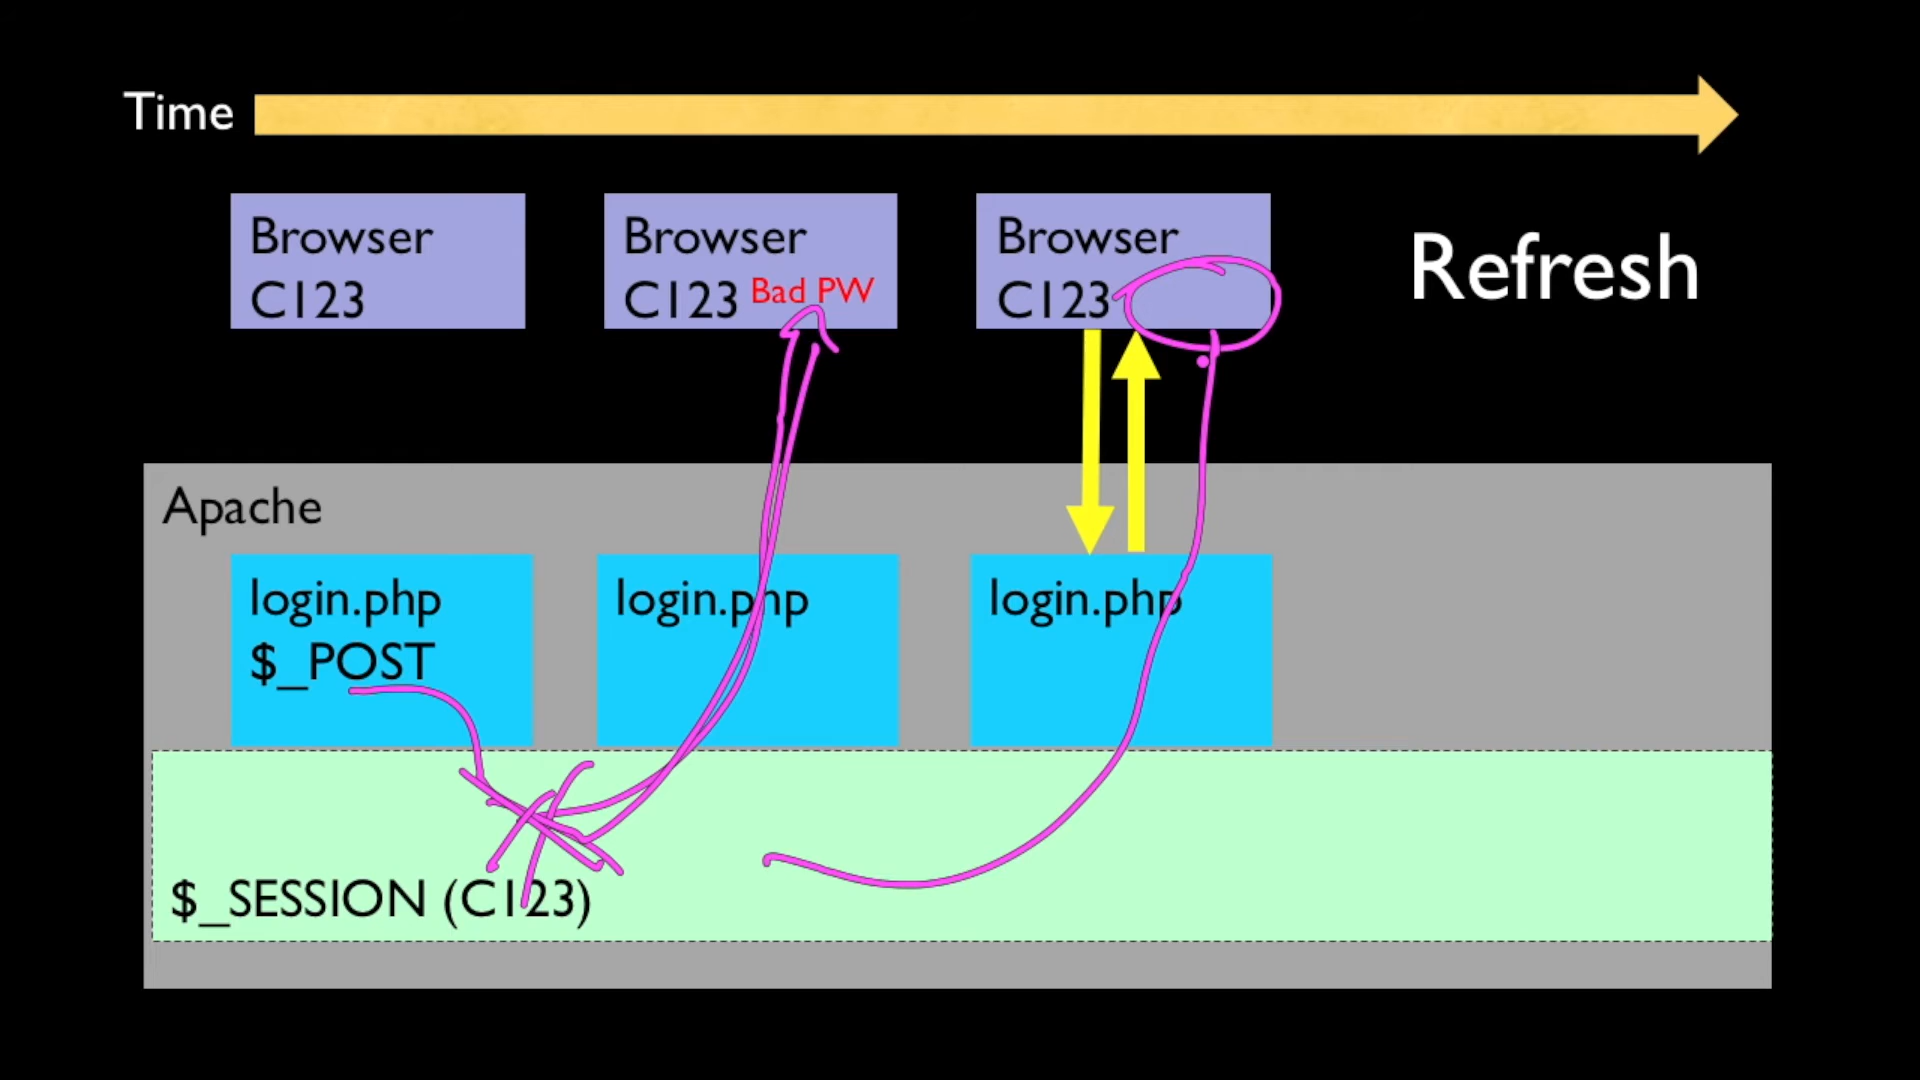 Time
Browser
C123
Browser
C123 Bad PW
Browser
C123
Refresh
Apache
login.php
$_POST
login.php
login.php
$_SESSION (C123)